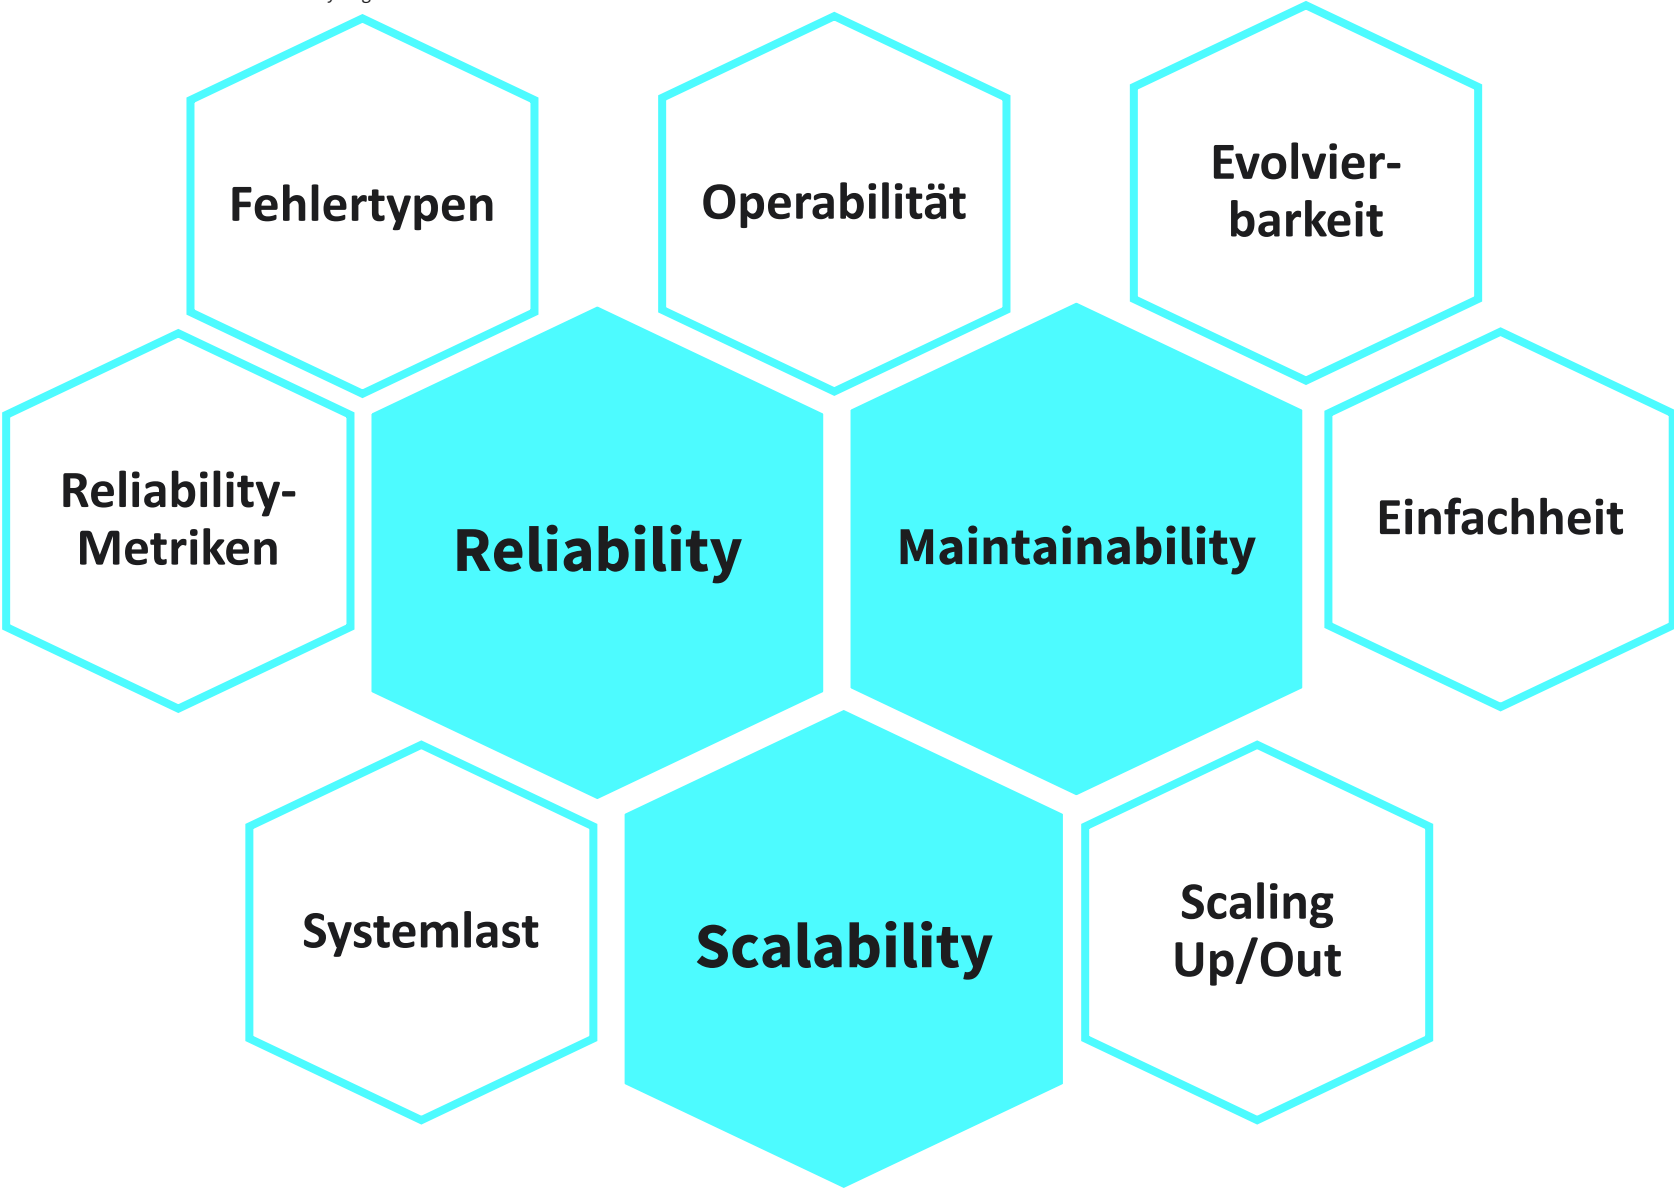 Fehlertypen
Operabilität
Evolvier-
barkeit
Reliability-
Metriken
Reliability
Maintainability
Einfachheit
Systemlast
Scalability
Scaling
Up/Out